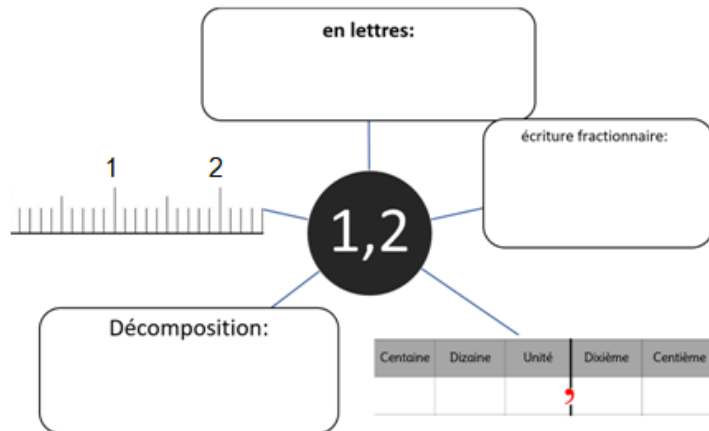 en lettres:
écriture fractionnaire:
1 2
1,2
Décomposition:
Centaine Dizaine Unité Dixième Centième
,